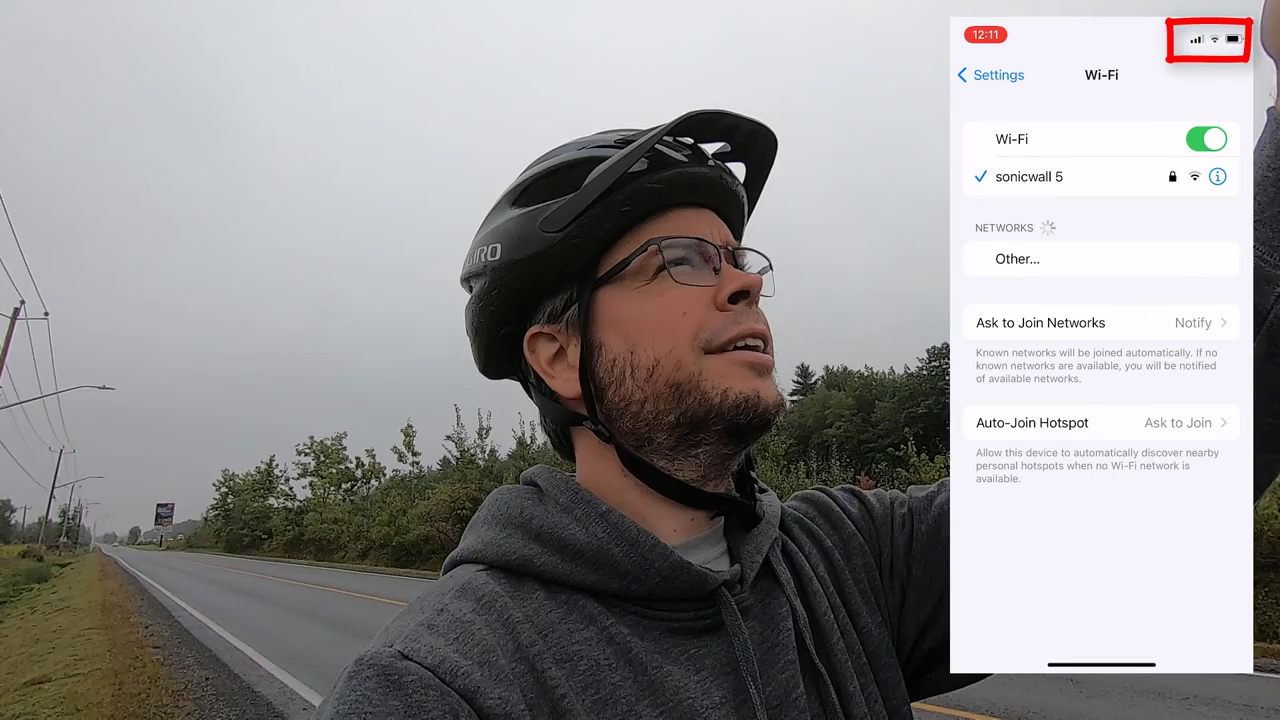 12:11
Settings
Wi-Fi
Wi-Fi
sonicwall 5
NETWORKS
Other...
Ask to Join Networks
Notify
Known networks will be joined automatically. If no
known networks are available, you will be notified
of available networks.
Auto-Join Hotspot
Ask to Join
Allow this device to automatically discover nearby
personal hotspots when no Wi-Fi network is
available.